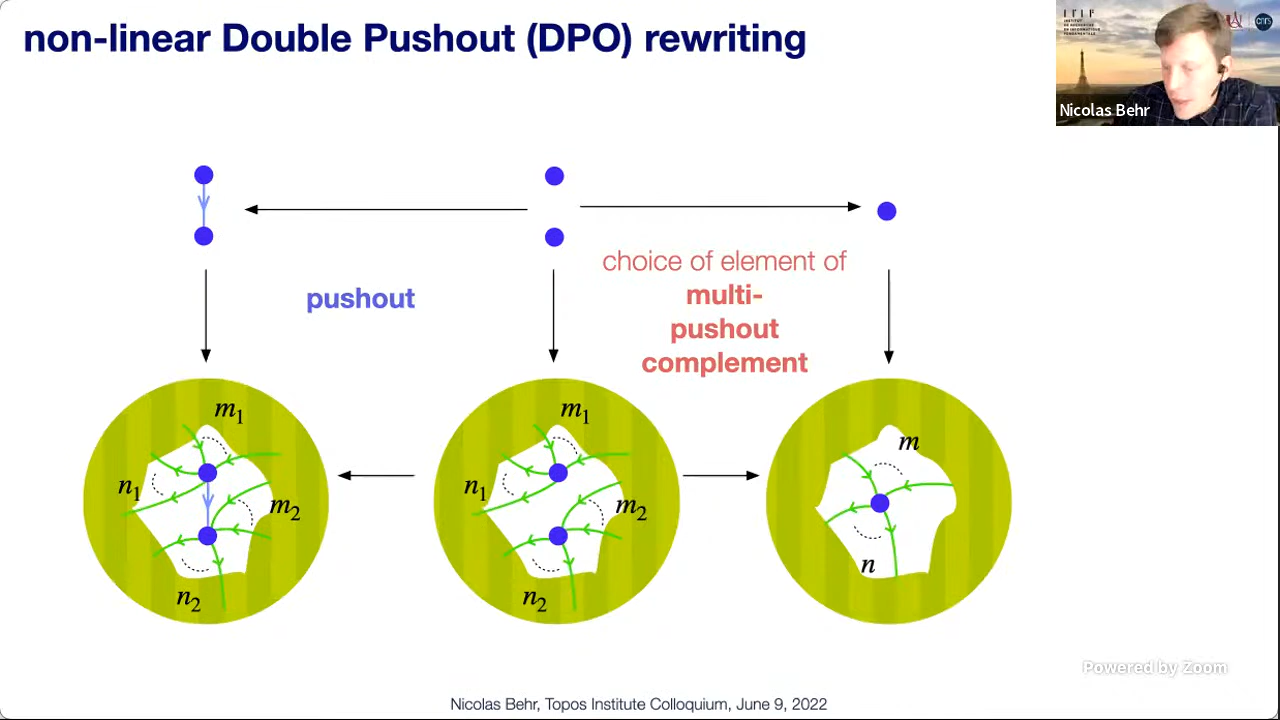 non-linear Double Pushout (DPO) rewriting
Nicolas Behr
choice of element of
multi-
pushout
complement
pushout
m₁
n₁
m₂
n₂
m₁
n₁
m₂
n₂
m
n
Powered by Zoom
Nicolas Behr, Topos Institute Colloquium, June 9, 2022